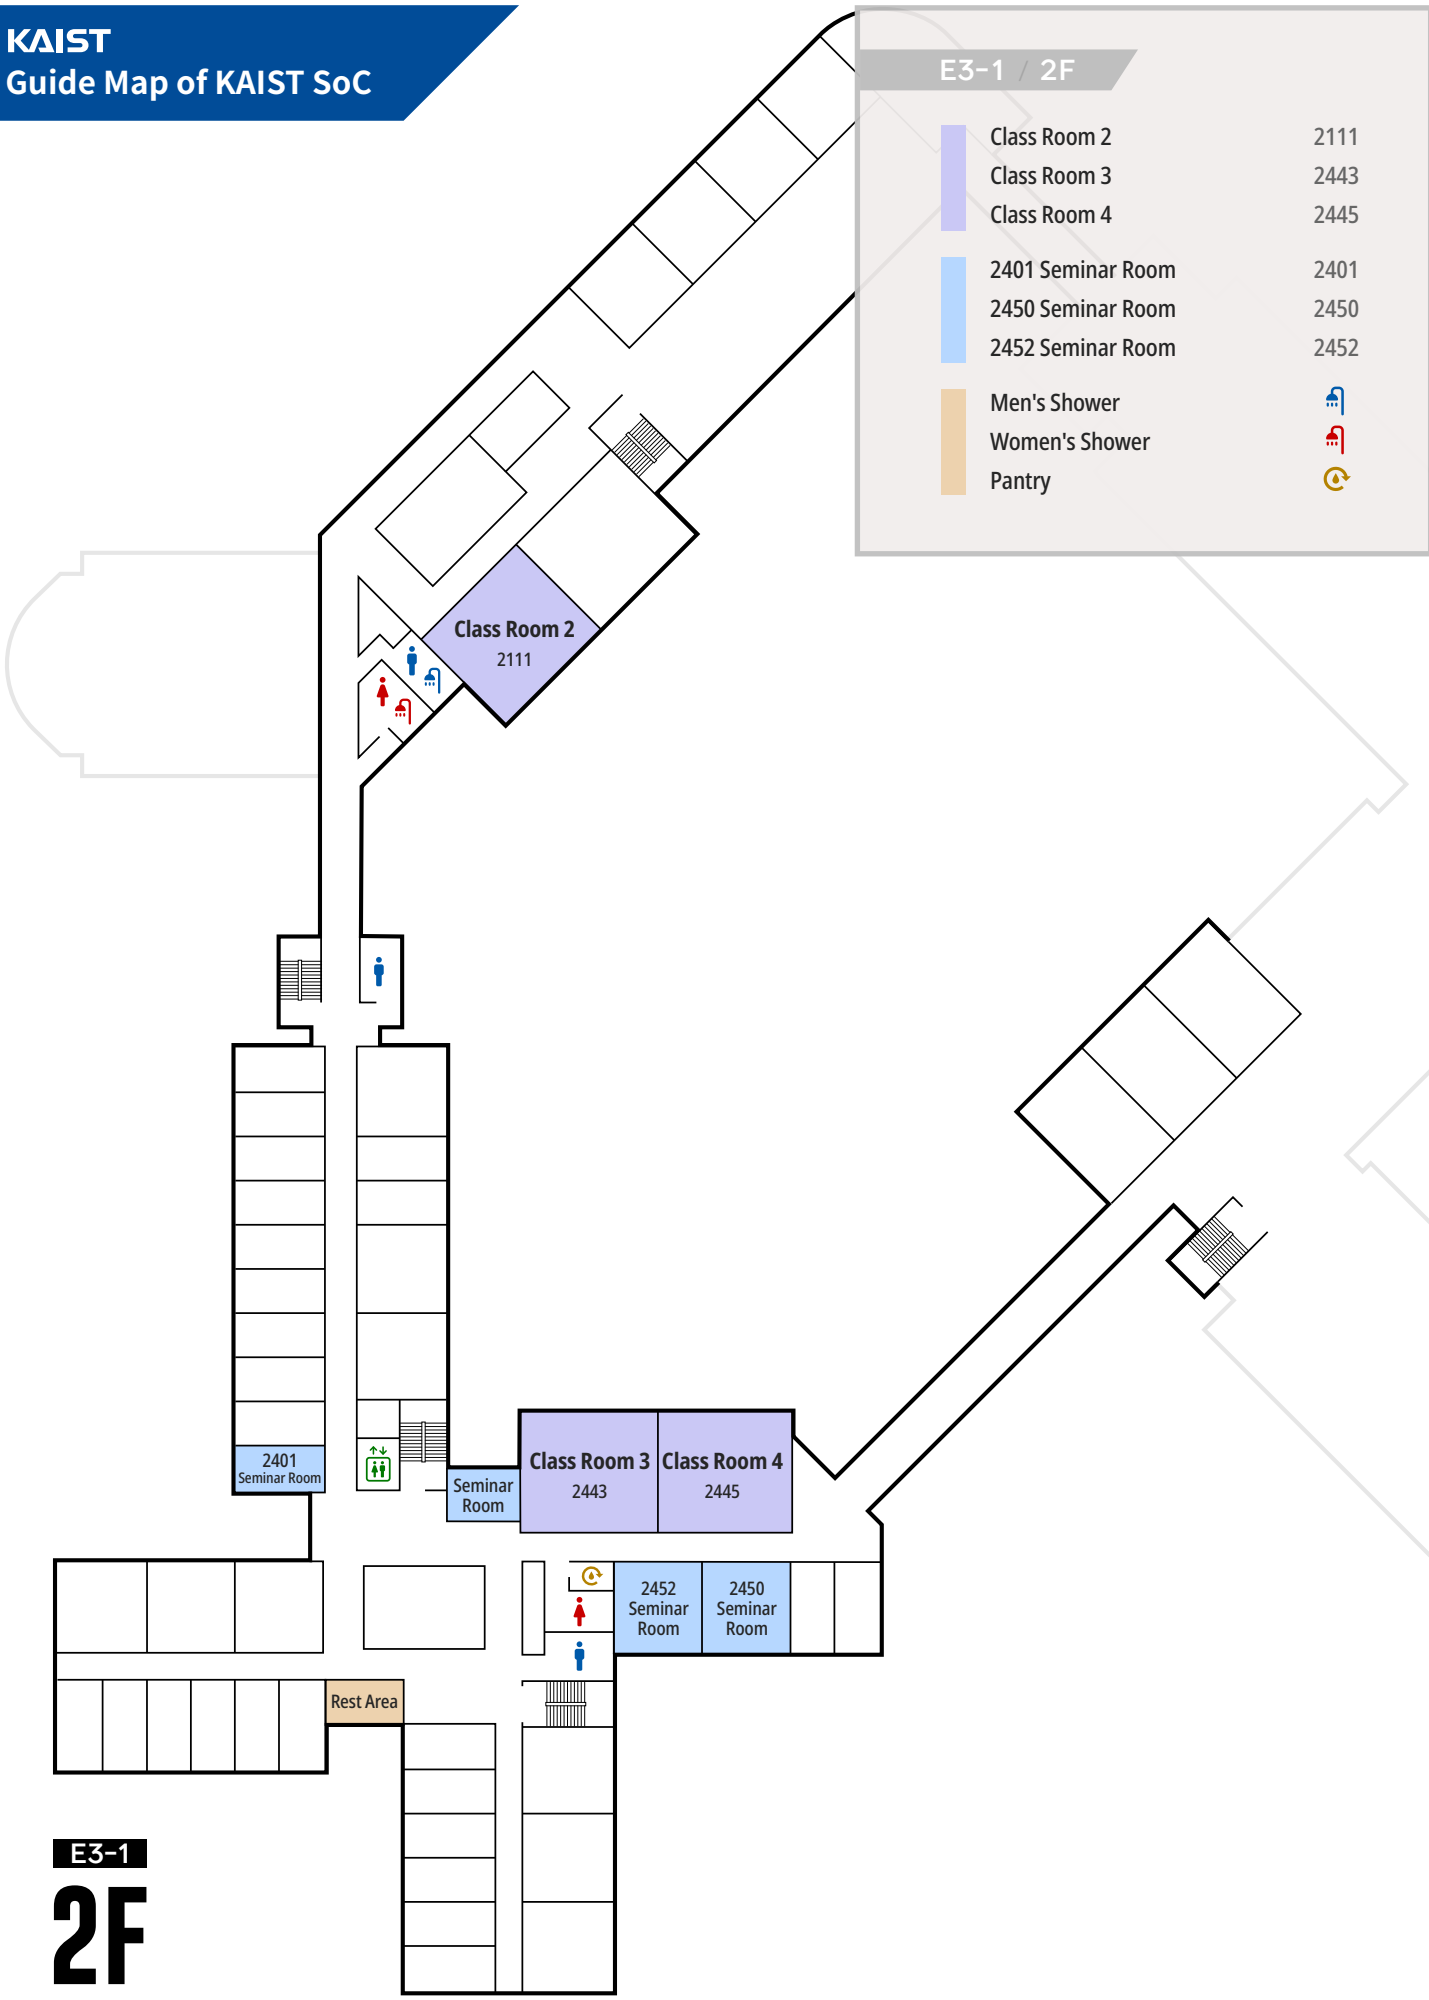 KAIST
Guide Map of KAIST SoC
E3-1 / 2F
Class Room 2 2111
Class Room 3 2443
Class Room 4 2445
2401 Seminar Room 2401
2450 Seminar Room 2450
2452 Seminar Room 2452
Men's Shower
Women's Shower
Pantry
Class Room 2
2111
2401
Seminar Room
Seminar
Room
Class Room 3
2443
Class Room 4
2445
2452
Seminar
Room
2450
Seminar
Room
Rest Area
E3-1
2F